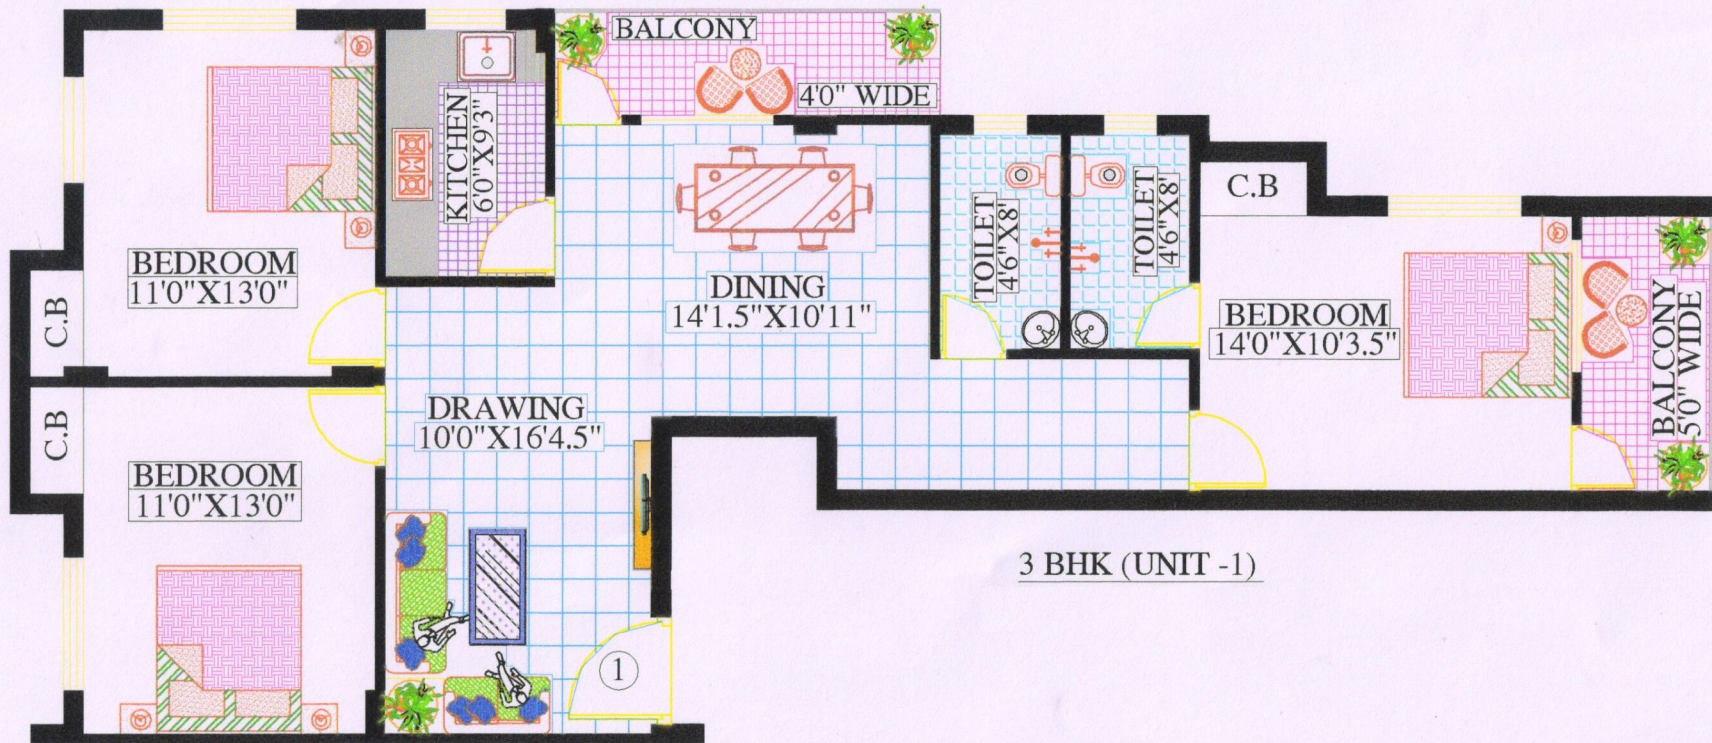 BALCONY
4'0" WIDE
KITCHEN
6'0"X9'3"
BEDROOM
11'0"X13'0"
C.B
DINING
14'1.5"X10'11"
TOILET
4'6"X8'
TOILET
4'6"X8'
C.B
BEDROOM
14'0"X10'3.5"
BALCONY
5'0" WIDE
C.B
DRAWING
10'0"X16'4.5"
BEDROOM
11'0"X13'0"
3 BHK (UNIT -1)
1